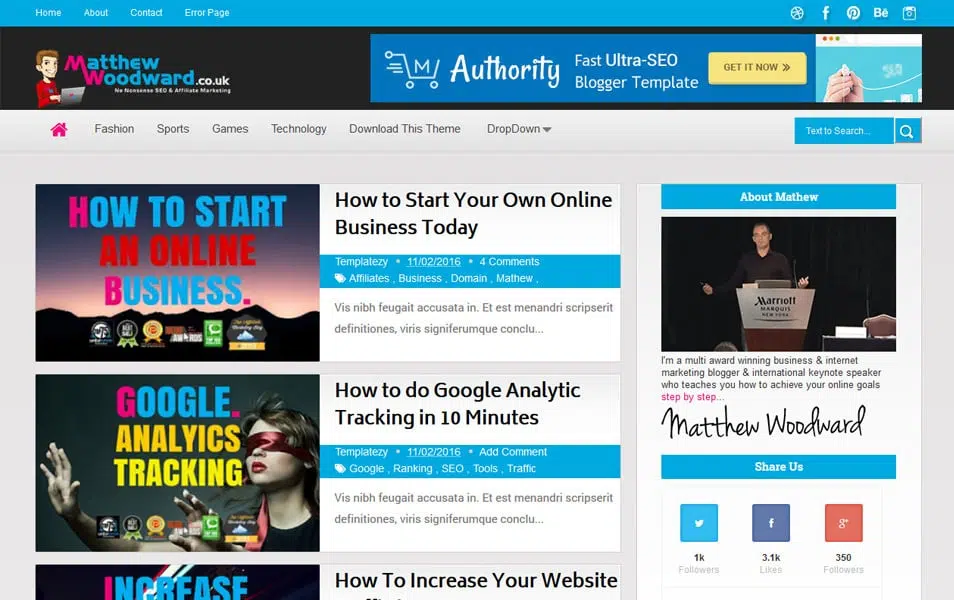 Home About Contact Error Page
Bē
Matthew
Woodward.co.uk
No Nonsense SEO & Affiliate Marketing
M Authority
Fast Ultra-SEO
Blogger Template
GET IT NOW »
Fashion Sports Games Technology Download This Theme DropDown
Text to Search...
HOW TO START
AN ONLINE
BUSINESS.
How to Start Your Own Online
Business Today
Templatezy • 11/02/2016 • 4 Comments
Affiliates , Business , Domain , Mathew ,
Vis nibh feugait accusata in. Et est menandri scripserit
definitiones, viris signiferumque conclu...
GOOGLE.
ANALYICS
TRACKING
How to do Google Analytic
Tracking in 10 Minutes
Templatezy • 11/02/2016 • Add Comment
Google , Ranking , SEO , Tools , Traffic
Vis nibh feugait accusata in. Et est menandri scripserit
definitiones, viris signiferumque conclu...
INCREASE
How To Increase Your Website
About Mathew
Marriott
MARQUIS
NEW YORK
I'm a multi award winning business & internet
marketing blogger & international keynote speaker
who teaches you how to achieve your online goals
step by step...
Matthew Woodward
Share Us
1k
Followers
3.1k
Likes
350
Followers